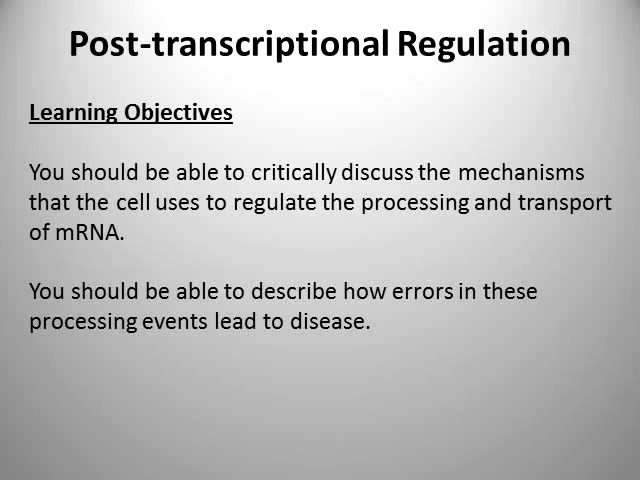 Post-transcriptional Regulation
Learning Objectives
You should be able to critically discuss the mechanisms
that the cell uses to regulate the processing and transport
of mRNA.
You should be able to describe how errors in these
processing events lead to disease.